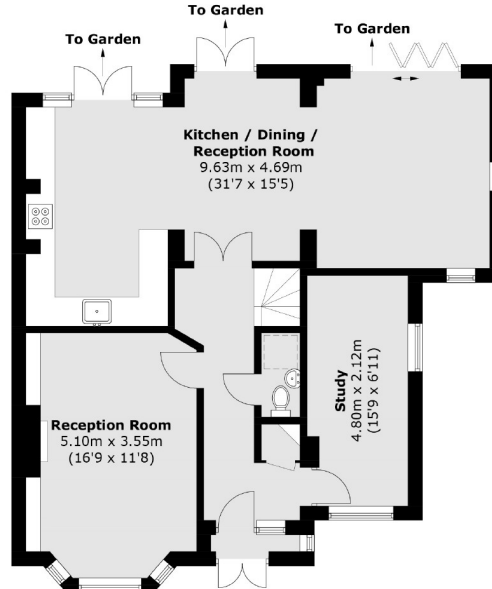 To Garden
To Garden
To Garden
Kitchen / Dining /
Reception Room
9.63m x 4.69m
(31'7 x 15'5)
Reception Room
5.10m x 3.55m
(16'9 x 11'8)
Study
4.80m x 2.12m
(15'9 x 6'11)